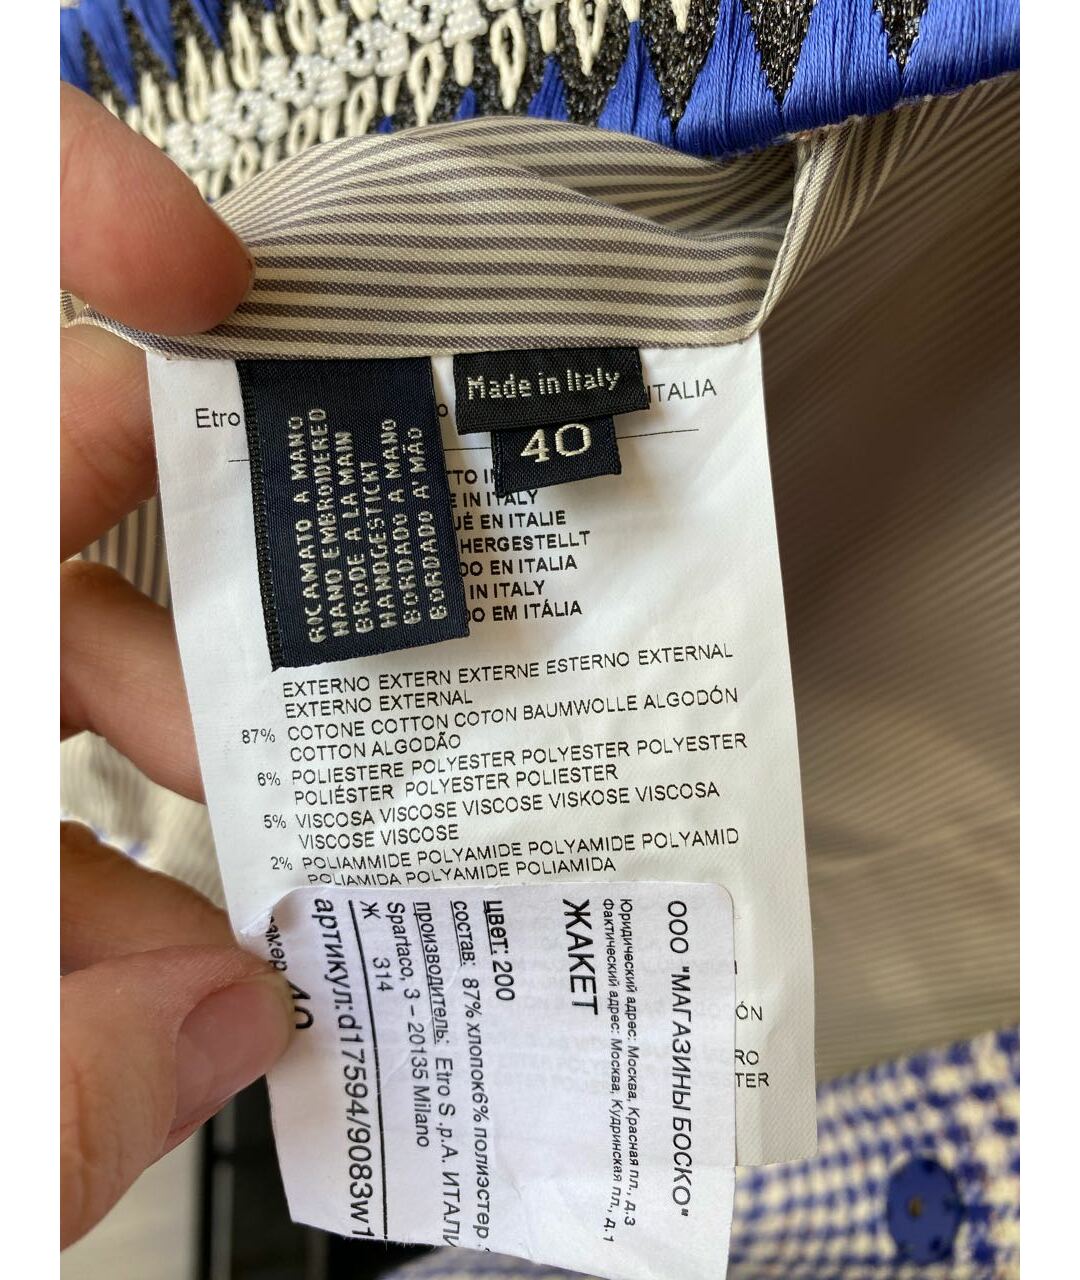 Etro
ITALIA
Made in Italy
40
RICAMATO A MANO
HAND EMBROIDERED
BRODE A LA MAIN
HANDGESTICKT
BORDADO A MANO
BORDADO A' MÃO
IN ITALY
EN ITALIE
HERGESTELLT
EN ITALIA
IN ITALY
EM ITÁLIA
EXTERNO EXTERN EXTERNE ESTERNO EXTERNAL
EXTERNO EXTERNAL
87% COTONE COTTON COTON BAUMWOLLE ALGODÓN
COTTON ALGODÃO
6% POLIESTERE POLYESTER POLYESTER POLYESTER
POLIÉSTER POLYESTER POLIESTER
5% VISCOSA VISCOSE VISCOSE VISKOSE VISCOSA
VISCOSE VISCOSE
2% POLIAMMIDE POLYAMIDE POLYAMIDE POLYAMID
POLIAMIDA POLYAMIDE POLIAMIDA
ООО "МАГАЗИНЫ БОСКО"
Юридический адрес: Москва, Красная пл., д.3
Фактический адрес: Москва, Кудринская пл., д.1
ЖАКЕТ
цвет: 200
состав: 87% хлопок6% полиэстер
производитель: Etro S .p.A. ИТАЛИ
Spartaco, 3 – 20135 Milano
Ж 314
артикул:d17594/9083w1
40